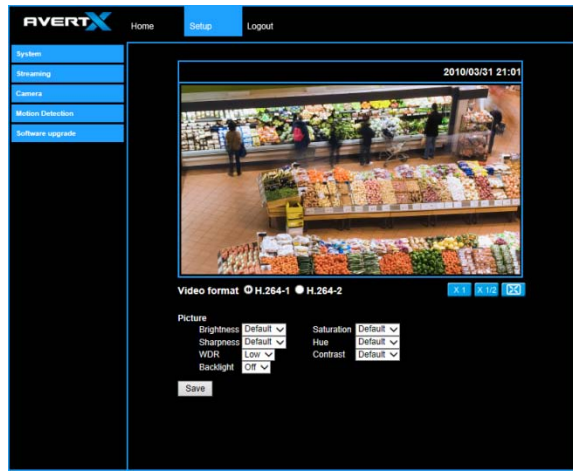 AVERTX Home Setup Logout
System
Streaming
Camera
Motion Detection
Software upgrade
2010/03/31 21:01
Video format H.264-1 H.264-2 X 1 X 1/2
Picture
Brightness Default Saturation Default
Sharpness Default Hue Default
WDR Low Contrast Default
Backlight Off
Save